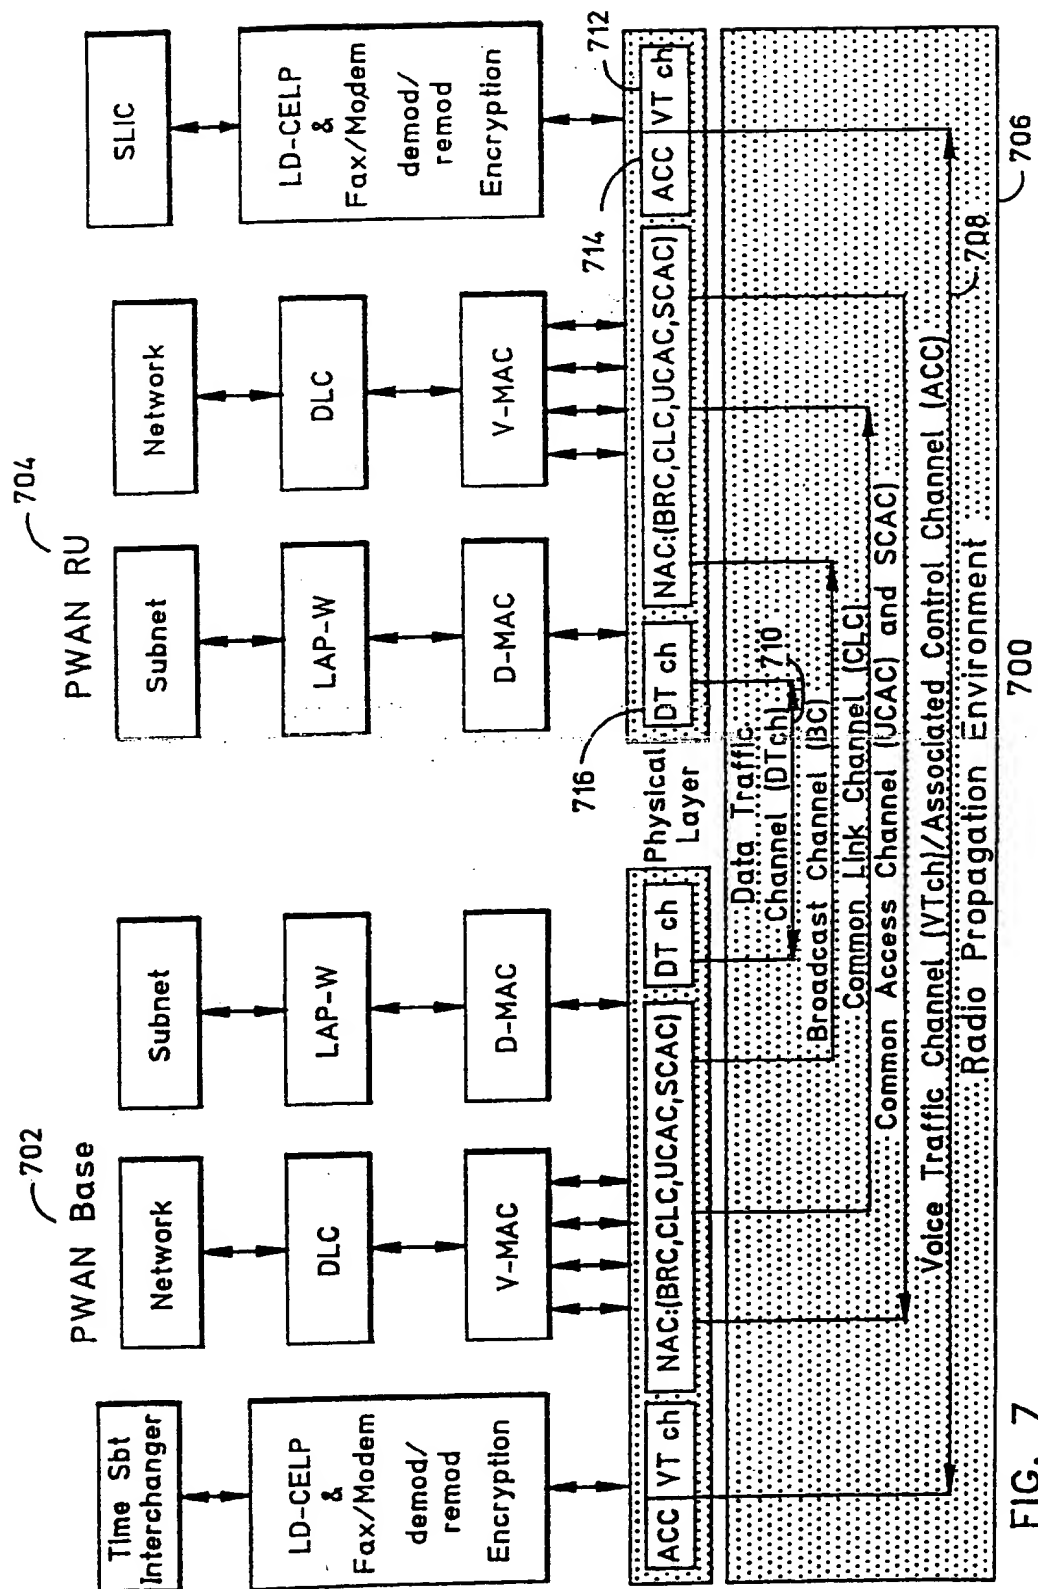 PWAN Base
702
PWAN RU
704
Time Sbt
Interchanger
Network
Subnet
Subnet
Network
SLIC
LD-CELP
&
Fax/Modem
demod/
remod
Encryption
DLC
LAP-W
LAP-W
DLC
LD-CELP
&
Fax/Modem
demod/
remod
Encryption
V-MAC
D-MAC
D-MAC
V-MAC
716
714
712
ACC VT ch
NAC:(BRC,CLC,UCAC,SCAC)
DT ch
Physical
Layer
DT ch
NAC:(BRC,CLC,UCAC,SCAC)
ACC VT ch
Data Traffic
Channel (DTch)
710
Broadcast Channel (BC)
Common Link Channel (CLC)
Common Access Channel (UCAC) and SCAC)
Voice Traffic Channel (VTch)/Associated Control Channel (ACC)
708
Radio Propagation Environment
706
700
FIG. 7